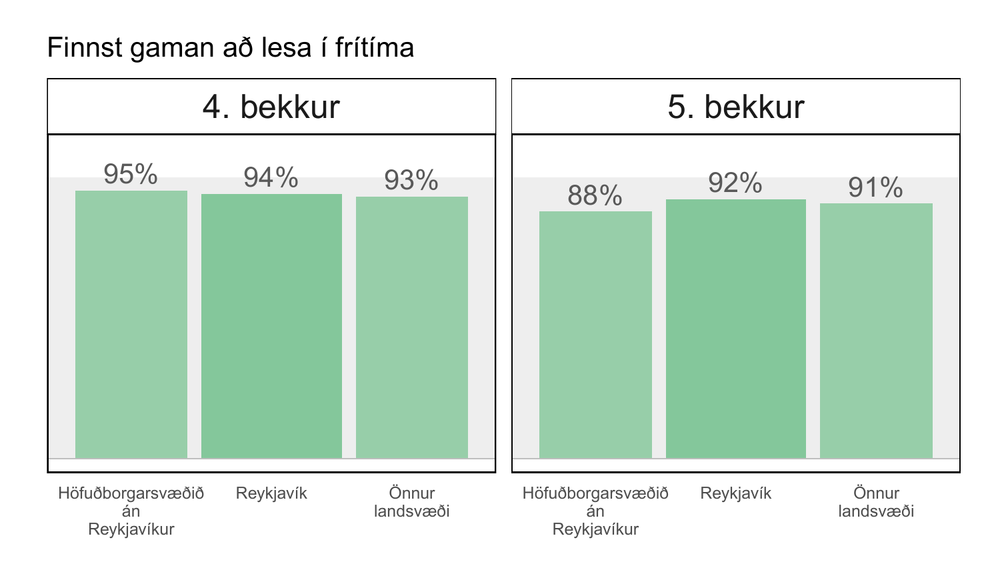 Finnst gaman að lesa í frítíma
4. bekkur
95%
94%
93%
Höfuðborgarsvæðið
án
Reykjavíkur
Reykjavík
Önnur
landsvæði
5. bekkur
88%
92%
91%
Höfuðborgarsvæðið
án
Reykjavíkur
Reykjavík
Önnur
landsvæði